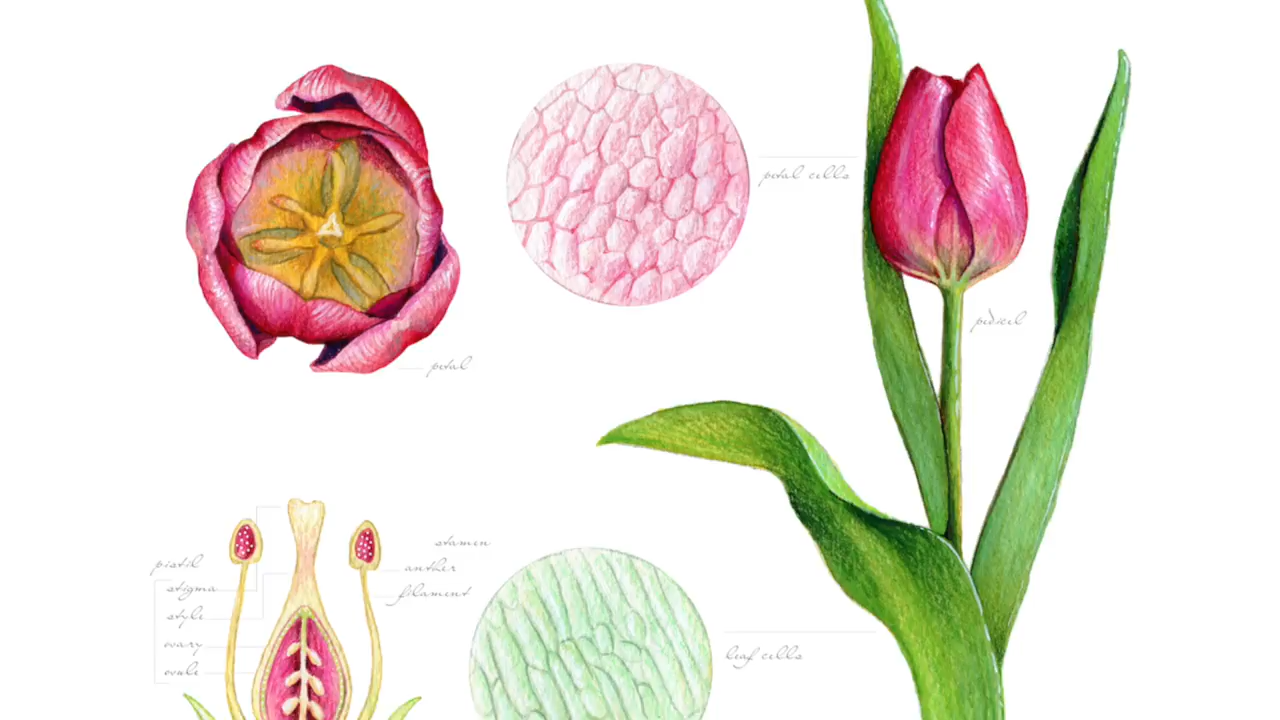 petal cells
pedicel
petal
stamen
anther
filament
pistil
stigma
style
ovary
ovule
leaf cells